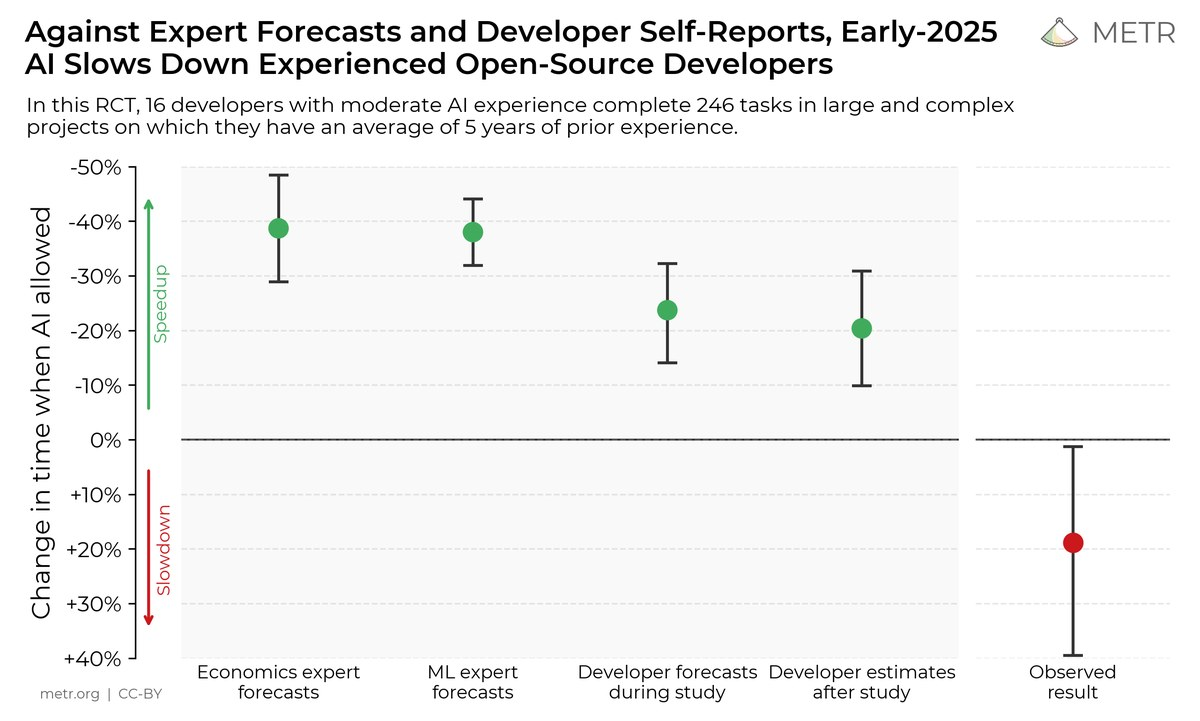 Against Expert Forecasts and Developer Self-Reports, Early-2025
AI Slows Down Experienced Open-Source Developers
METR
In this RCT, 16 developers with moderate AI experience complete 246 tasks in large and complex
projects on which they have an average of 5 years of prior experience.
Change in time when AI allowed
-50%
-40%
-30%
-20%
-10%
0%
+10%
+20%
+30%
+40%
Speedup
Slowdown
Economics expert
forecasts
ML expert
forecasts
Developer forecasts
during study
Developer estimates
after study
Observed
result
metr.org | CC-BY